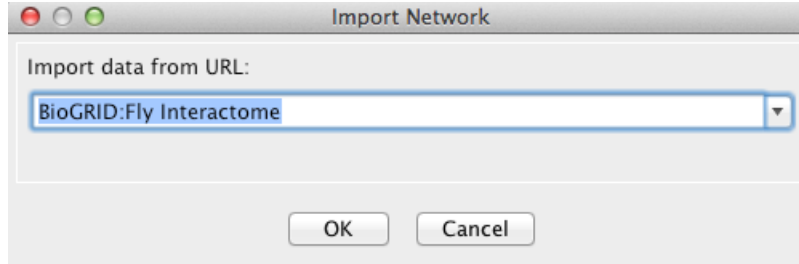 Import Network
Import data from URL:
BioGRID:Fly Interactome
OK Cancel